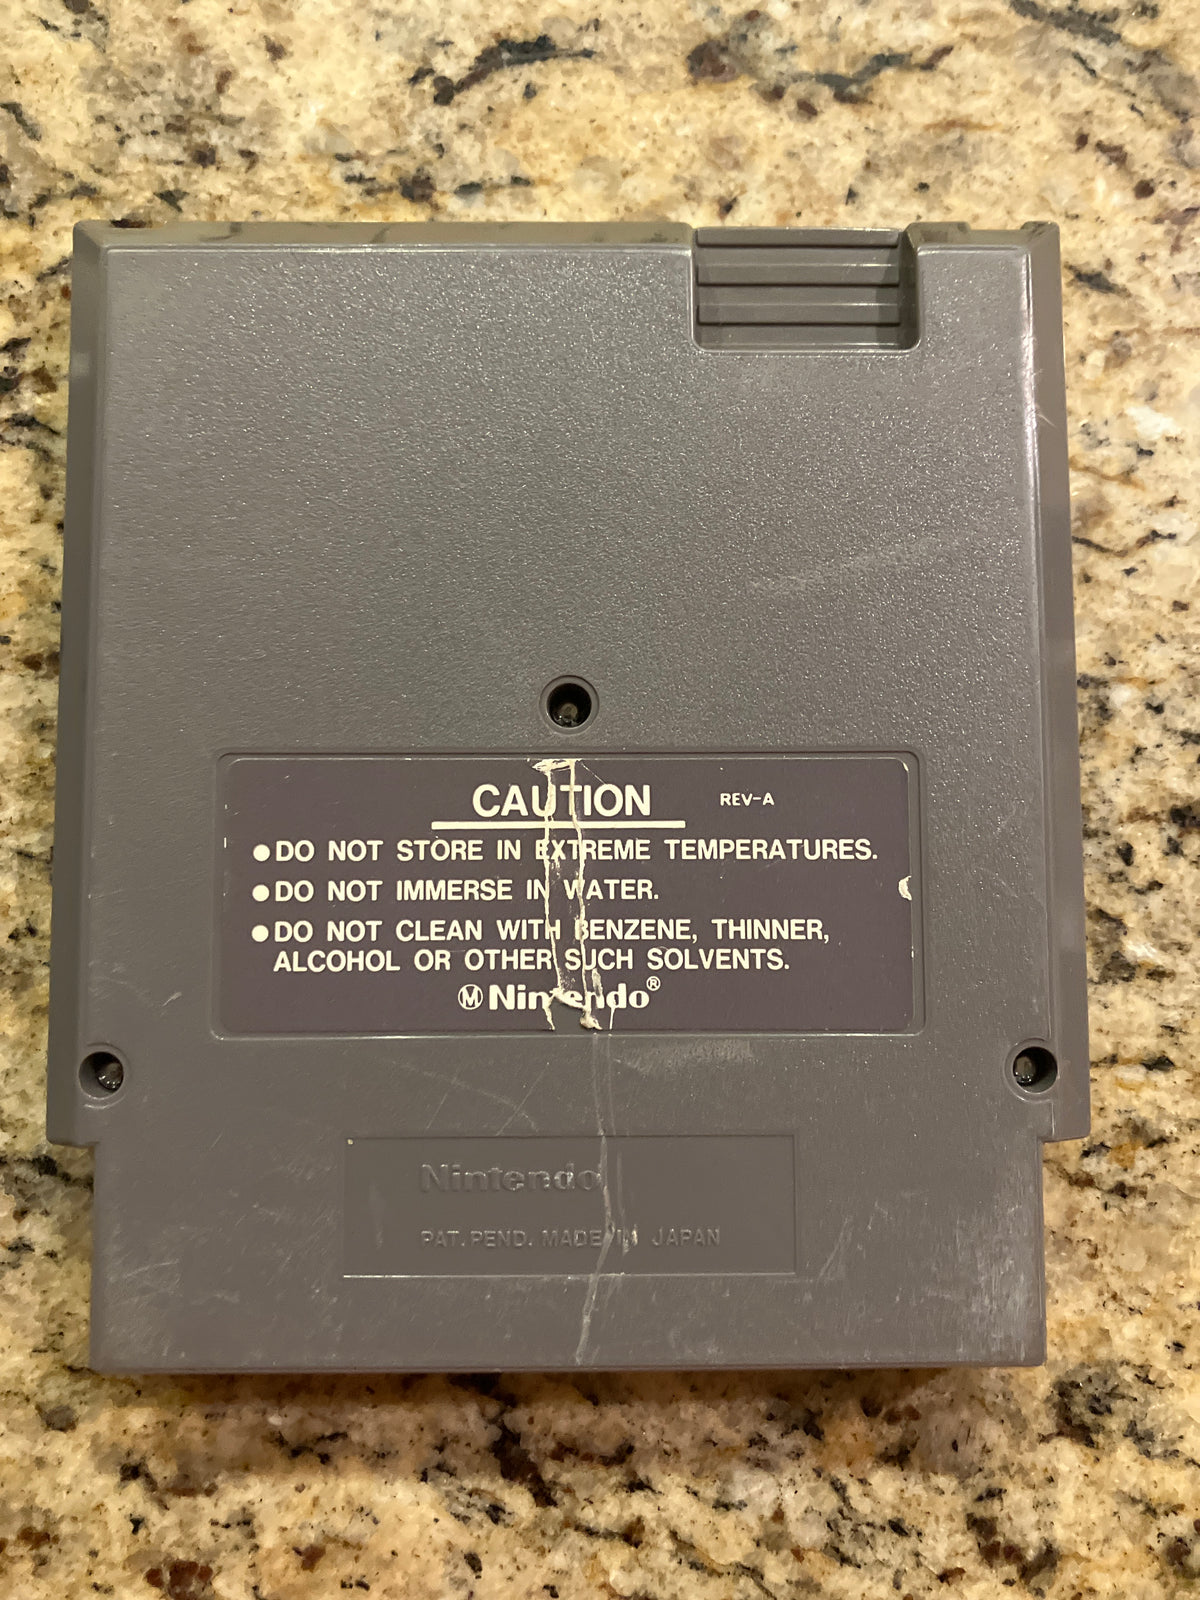 CAUTION REV-A
●DO NOT STORE IN EXTREME TEMPERATURES.
●DO NOT IMMERSE IN WATER.
●DO NOT CLEAN WITH BENZENE, THINNER,
ALCOHOL OR OTHER SUCH SOLVENTS.
Ⓜ Nintendo®
Nintendo
PAT. PEND. MADE IN JAPAN